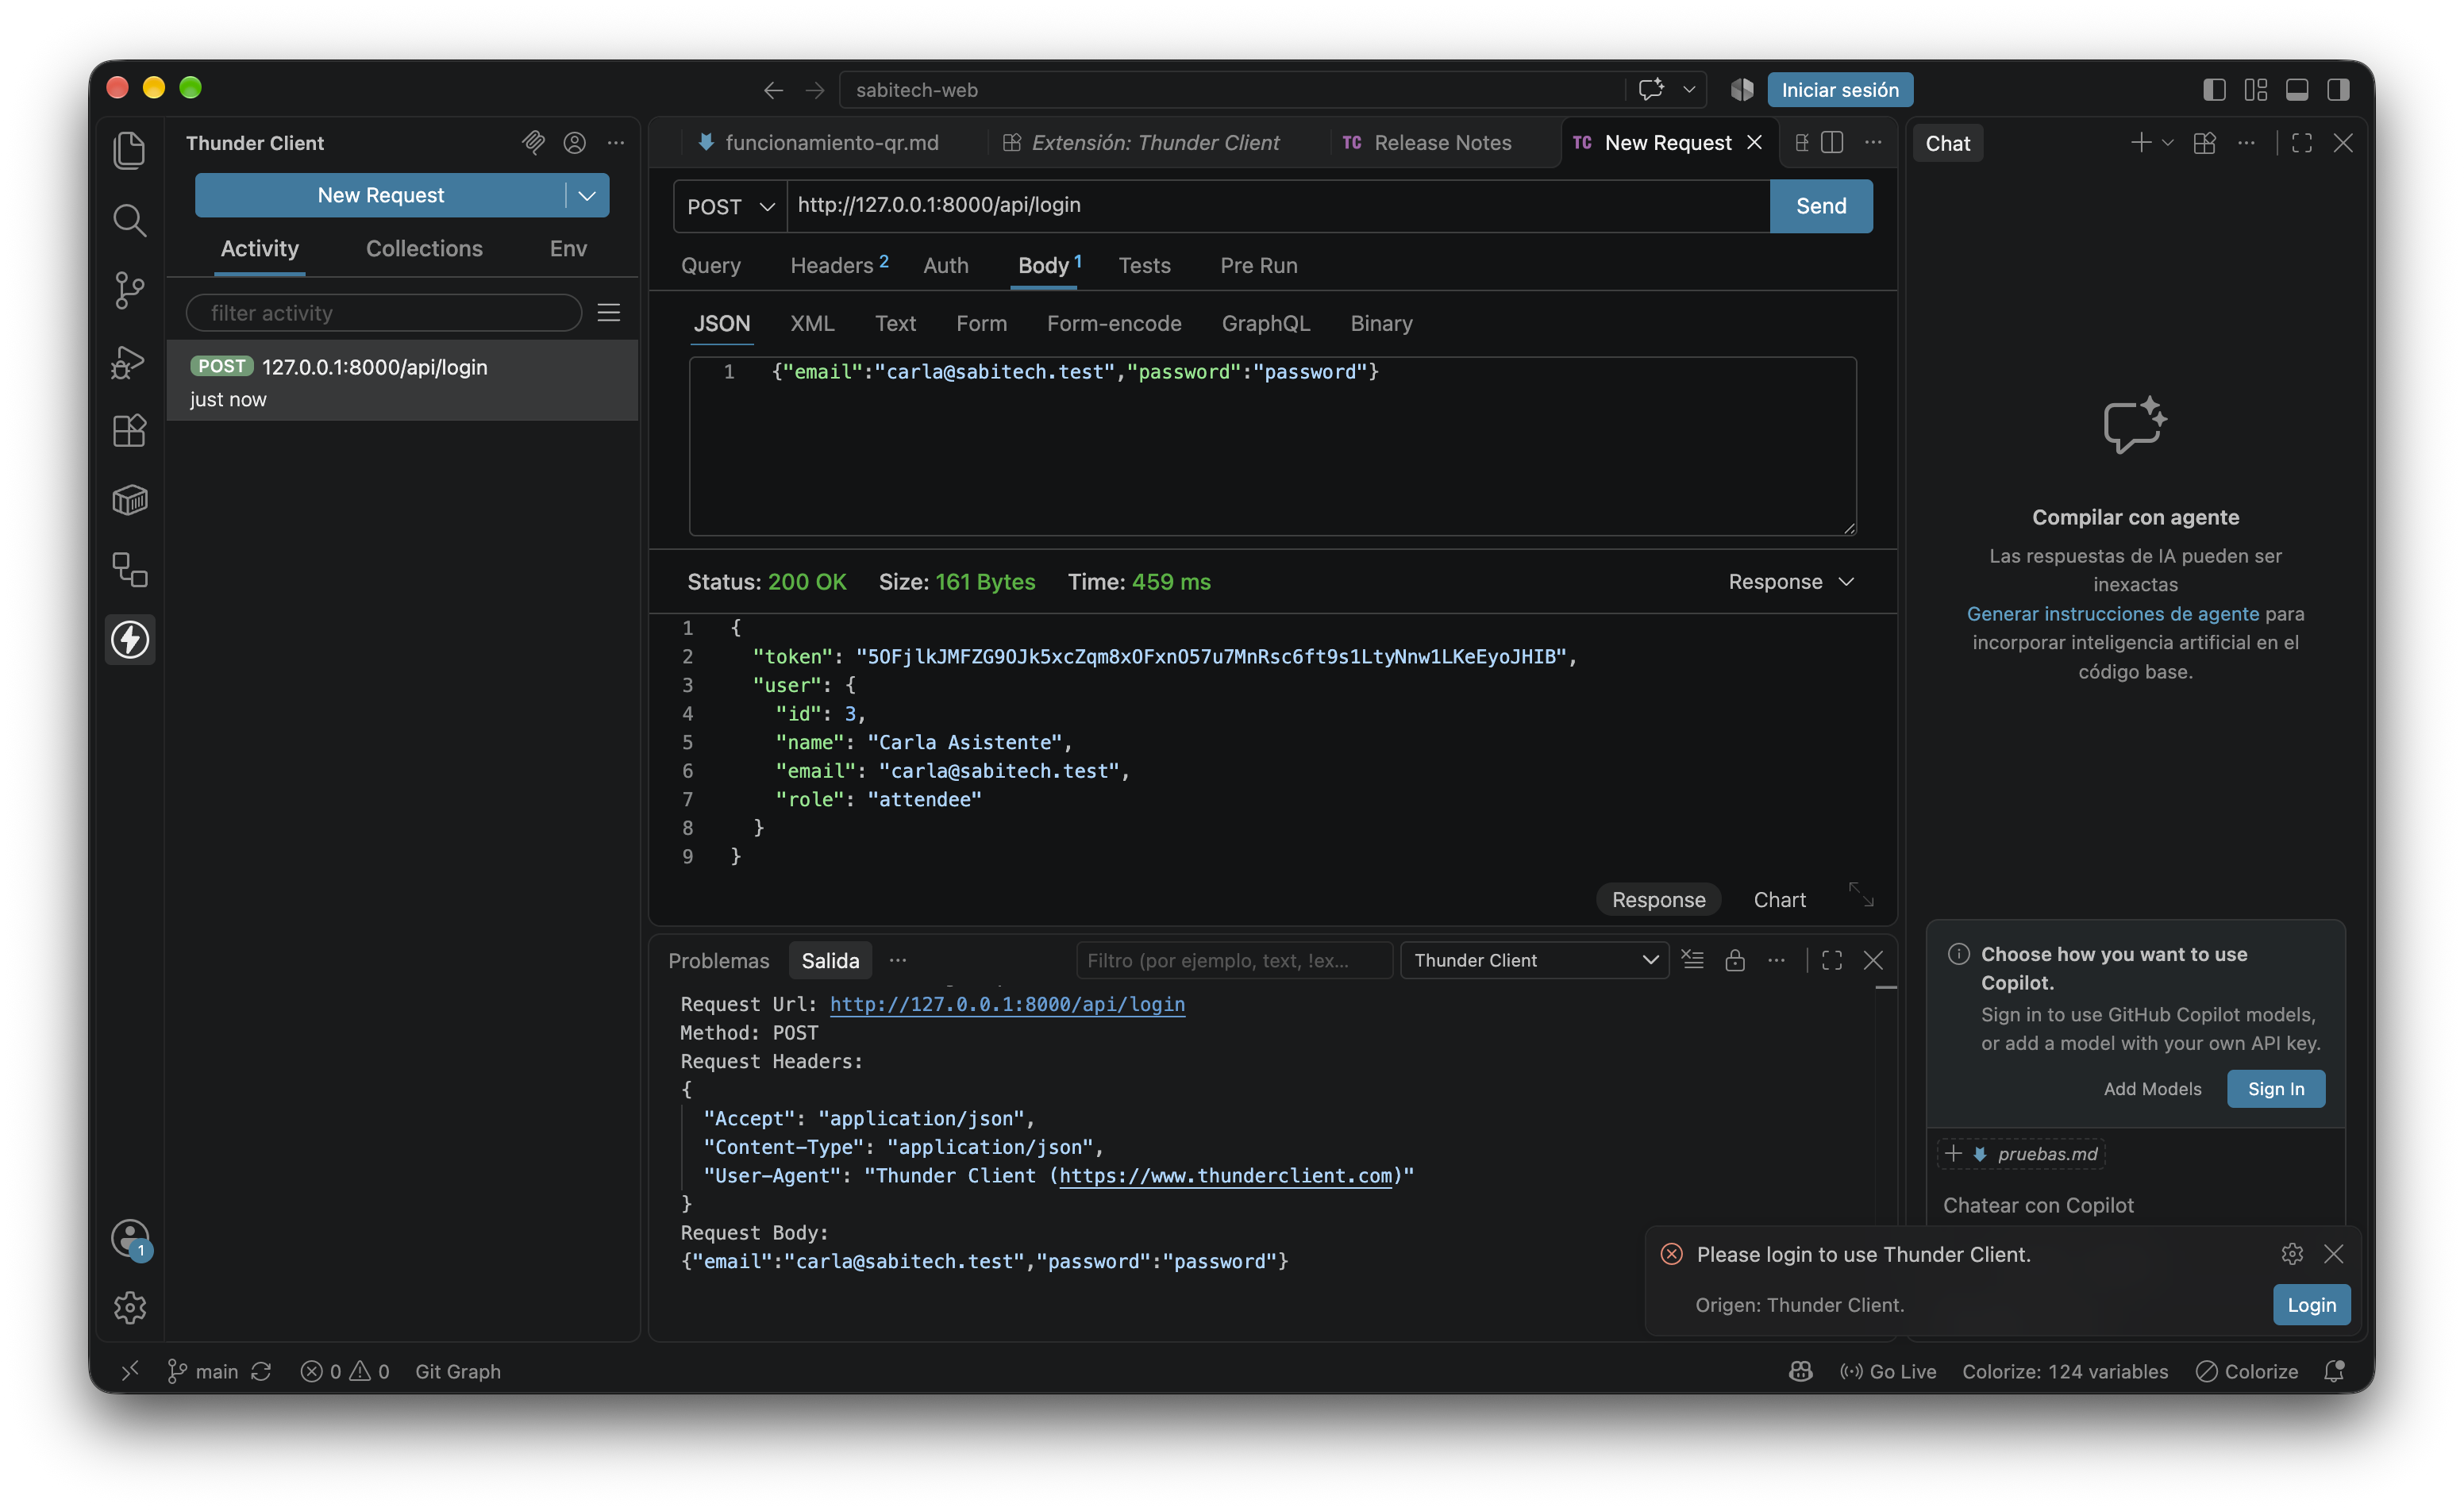 sabitech-web
Iniciar sesión
Thunder Client
New Request
Activity
Collections
Env
filter activity
POST 127.0.0.1:8000/api/login
just now
funcionamiento-qr.md
Extensión: Thunder Client
TC Release Notes
TC New Request
POST
http://127.0.0.1:8000/api/login
Send
Query
Headers 2
Auth
Body 1
Tests
Pre Run
JSON
XML
Text
Form
Form-encode
GraphQL
Binary
1 {"email":"carla@sabitech.test","password":"password"}
Status: 200 OK Size: 161 Bytes Time: 459 ms
Response
1 {
2 "token": "5OFjlkJMFZG9OJk5xcZqm8xOFxnO57u7MnRsc6ft9s1LtyNnw1LKeEyoJHIB",
3 "user": {
4 "id": 3,
5 "name": "Carla Asistente",
6 "email": "carla@sabitech.test",
7 "role": "attendee"
8 }
9 }
Response
Chart
Problemas
Salida
Filtro (por ejemplo, text, !ex...
Thunder Client
Request Url: http://127.0.0.1:8000/api/login
Method: POST
Request Headers:
{
"Accept": "application/json",
"Content-Type": "application/json",
"User-Agent": "Thunder Client (https://www.thunderclient.com)"
}
Request Body:
{"email":"carla@sabitech.test","password":"password"}
Chat
Compilar con agente
Las respuestas de IA pueden ser
inexactas
Generar instrucciones de agente para
incorporar inteligencia artificial en el
código base.
Choose how you want to use
Copilot.
Sign in to use GitHub Copilot models,
or add a model with your own API key.
Add Models
Sign In
pruebas.md
Chatear con Copilot
Please login to use Thunder Client.
Origen: Thunder Client.
Login
1
main
0
0
Git Graph
Go Live
Colorize: 124 variables
Colorize